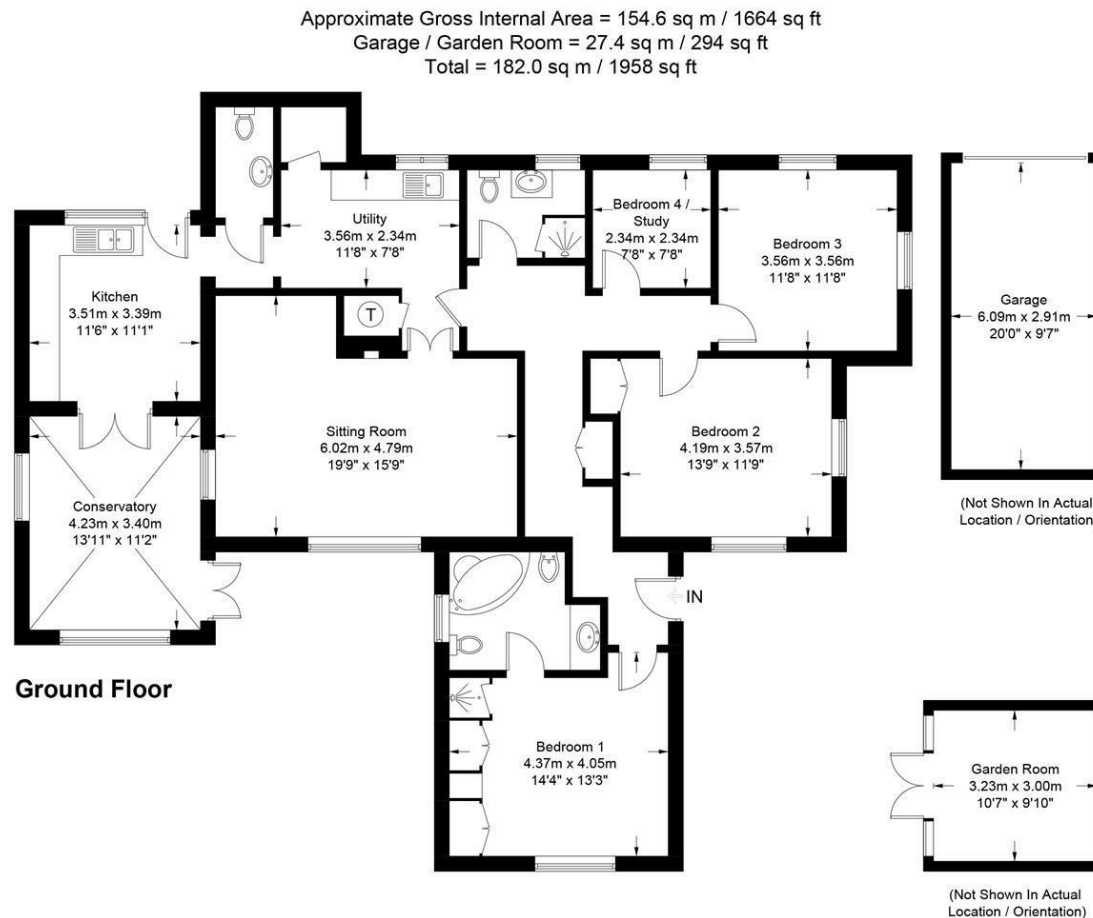 Approximate Gross Internal Area = 154.6 sq m / 1664 sq ft
Garage / Garden Room = 27.4 sq m / 294 sq ft
Total = 182.0 sq m / 1958 sq ft
Utility
3.56m x 2.34m
11'8" x 7'8"
Bedroom 4 /
Study
2.34m x 2.34m
7'8" x 7'8"
Bedroom 3
3.56m x 3.56m
11'8" x 11'8"
Kitchen
3.51m x 3.39m
11'6" x 11'1"
T
Garage
6.09m x 2.91m
20'0" x 9'7"
Sitting Room
6.02m x 4.79m
19'9" x 15'9"
Bedroom 2
4.19m x 3.57m
13'9" x 11'9"
Conservatory
4.23m x 3.40m
13'11" x 11'2"
(Not Shown In Actual
Location / Orientation
IN
Ground Floor
Bedroom 1
4.37m x 4.05m
14'4" x 13'3"
Garden Room
3.23m x 3.00m
10'7" x 9'10"
(Not Shown In Actual
Location / Orientation)